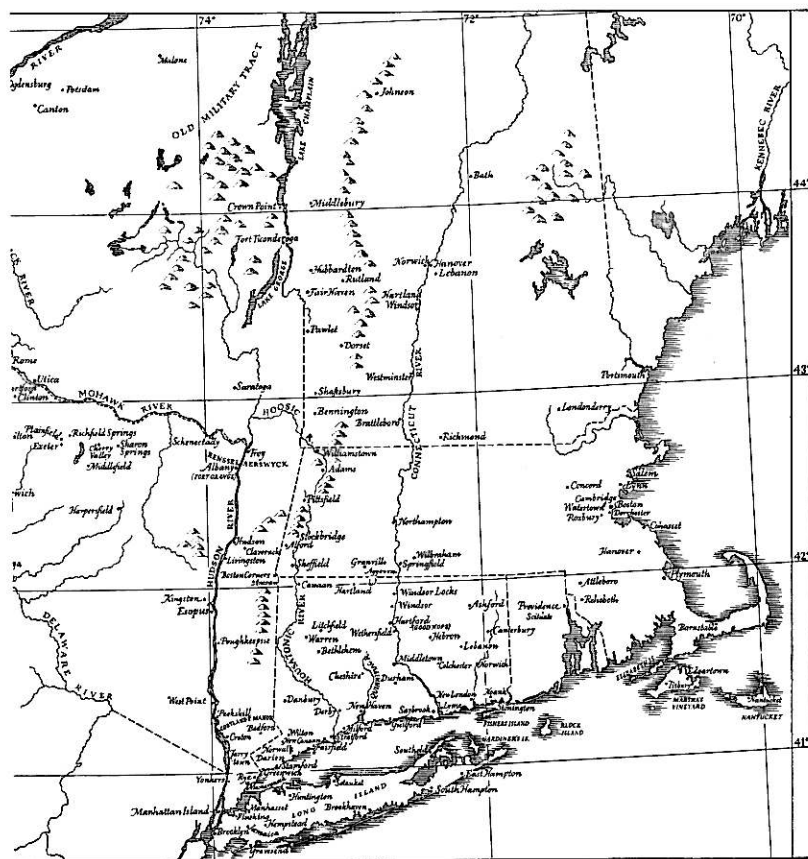 74°
72°
70°
RIVER
Malone
Potsdam
Canton
OLD MILITARY TRACT
LAKE CHAMPLAIN
Johnson
KENNEBEC RIVER
Bath
44°
Crown Point
Middlebury
Fort Ticonderoga
Norwich
Hanover
Lebanon
Hubbardton
Rutland
LAKE GEORGE
Fair Haven
Hartland
Windsor
RIVER
Pawlet
Dorset
Rome
Utica
Clinton
MOHAWK RIVER
Saratoga
Westminster
CONNECTICUT RIVER
Portsmouth
43°
Shaftsbury
HOOSIC
Bennington
Brattleboro
Londonderry
Plainfield
Richfield Springs
Exeter
Cherry Valley
Sharon Springs
Middlefield
Schenectady
Troy
RENSSELAERSWYCK
Albany
(FORT ORANGE)
Williamstown
Adams
Richmond
Harpersfield
Pittsfield
Concord
Salem
Lynn
Cambridge
Watertown
Boston
Roxbury
Dorchester
Cohasset
Northampton
Hudson
Claverack
Livingston
Stockbridge
Alford
Sheffield
Granville
Wilbraham
Springfield
Hanover
42°
HUDSON RIVER
Boston Corners
Canaan
Hartland
Plymouth
Attleboro
Rehoboth
Kingston
Esopus
Windsor Locks
Windsor
Ashford
Providence
Scituate
DELAWARE RIVER
Poughkeepsie
HOUSATONIC RIVER
Litchfield
Warren
Bethlehem
Wethersfield
Hartford
(GOOD HOPE)
Hebron
Lebanon
Canterbury
Barnstable
Middletown
Colchester
Norwich
Cheshire
Durham
West Point
Danbury
Derby
New Haven
Saybrook
New London
Lyme
Stonington
Edgartown
Tisbury
MARTHAS VINEYARD
Nantucket
NANTUCKET
Peekskill
Croton
Bedford
Wilton
New Canaan
Norwalk
Milford
Stratford
Guilford
FISHERS ISLAND
BLOCK ISLAND
41°
Tarrytown
Darien
Stamford
Fairfield
Greenwich
Rye
Southold
GARDINERS IS.
Yonkers
Setauket
East Hampton
Huntington
LONG ISLAND
Brookhaven
South Hampton
Manhattan Island
Manhasset
Flushing
Hempstead
Brooklyn
Jamaica
Gravesend